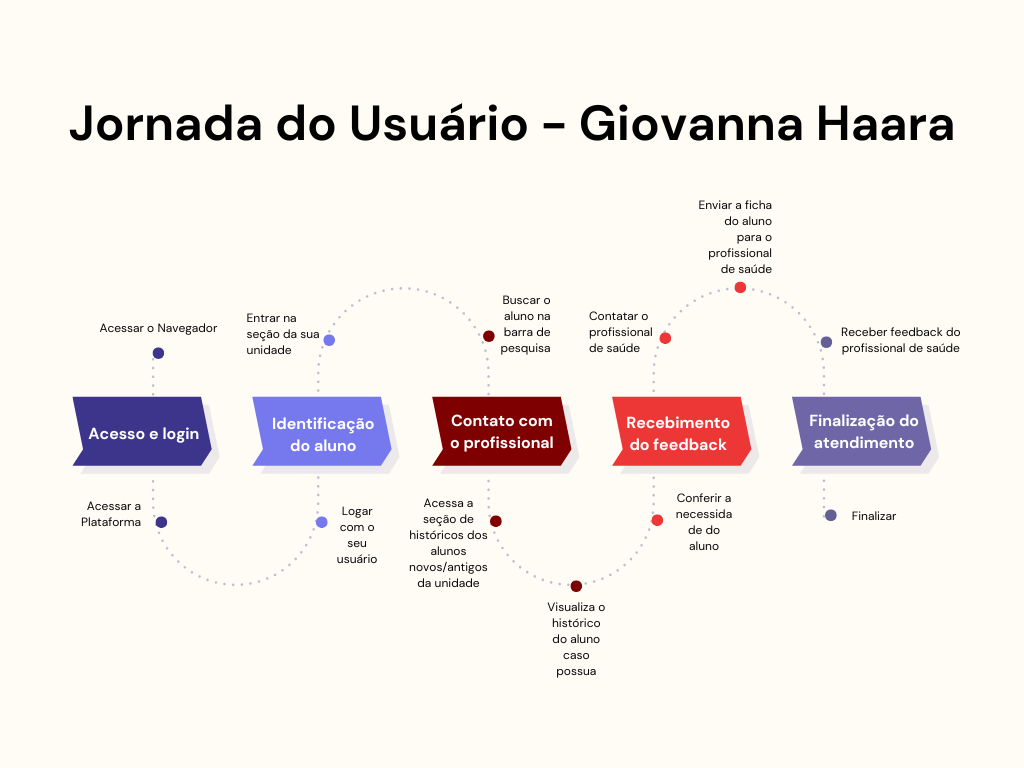 Jornada do Usuário - Giovanna Haara
Acessar o Navegador
Acesso e login
Acessar a
Plataforma
Entrar na
seção da sua
unidade
Identificação
do aluno
Logar
com o
seu
usuário
Buscar o
aluno na
barra de
pesquisa
Contato com
o profissional
Acessa a
seção de
históricos dos
alunos
novos/antigos
da unidade
Visualiza o
histórico
do aluno
caso
possua
Contatar o
profissional
de saúde
Enviar a ficha
do aluno
para o
profissional
de saúde
Recebimento
do feedback
Conferir a
necessida
de do
aluno
Receber feedback do
profissional de saúde
Finalização do
atendimento
Finalizar